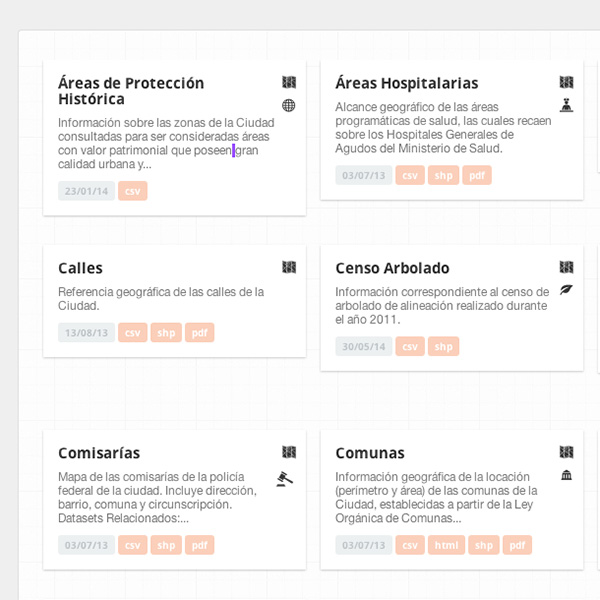 Áreas de Protección
Histórica
Información sobre las zonas de la Ciudad
consultadas para ser consideradas áreas
con valor patrimonial que poseen gran
calidad urbana y...
23/01/14 csv
Áreas Hospitalarias
Alcance geográfico de las áreas
programáticas de salud, las cuales recaen
sobre los Hospitales Generales de
Agudos del Ministerio de Salud.
03/07/13 csv shp pdf
Calles
Referencia geográfica de las calles de la
Ciudad.
13/08/13 csv shp pdf
Censo Arbolado
Información correspondiente al censo de
arbolado de alineación realizado durante
el año 2011.
30/05/14 csv shp
Comisarías
Mapa de las comisarías de la policía
federal de la ciudad. Incluye dirección,
barrio, comuna y circunscripción.
Datasets Relacionados:...
03/07/13 csv shp pdf
Comunas
Información geográfica de la locación
(perímetro y área) de las comunas de la
Ciudad, establecidas a partir de la Ley
Orgánica de Comunas...
03/07/13 csv html shp pdf